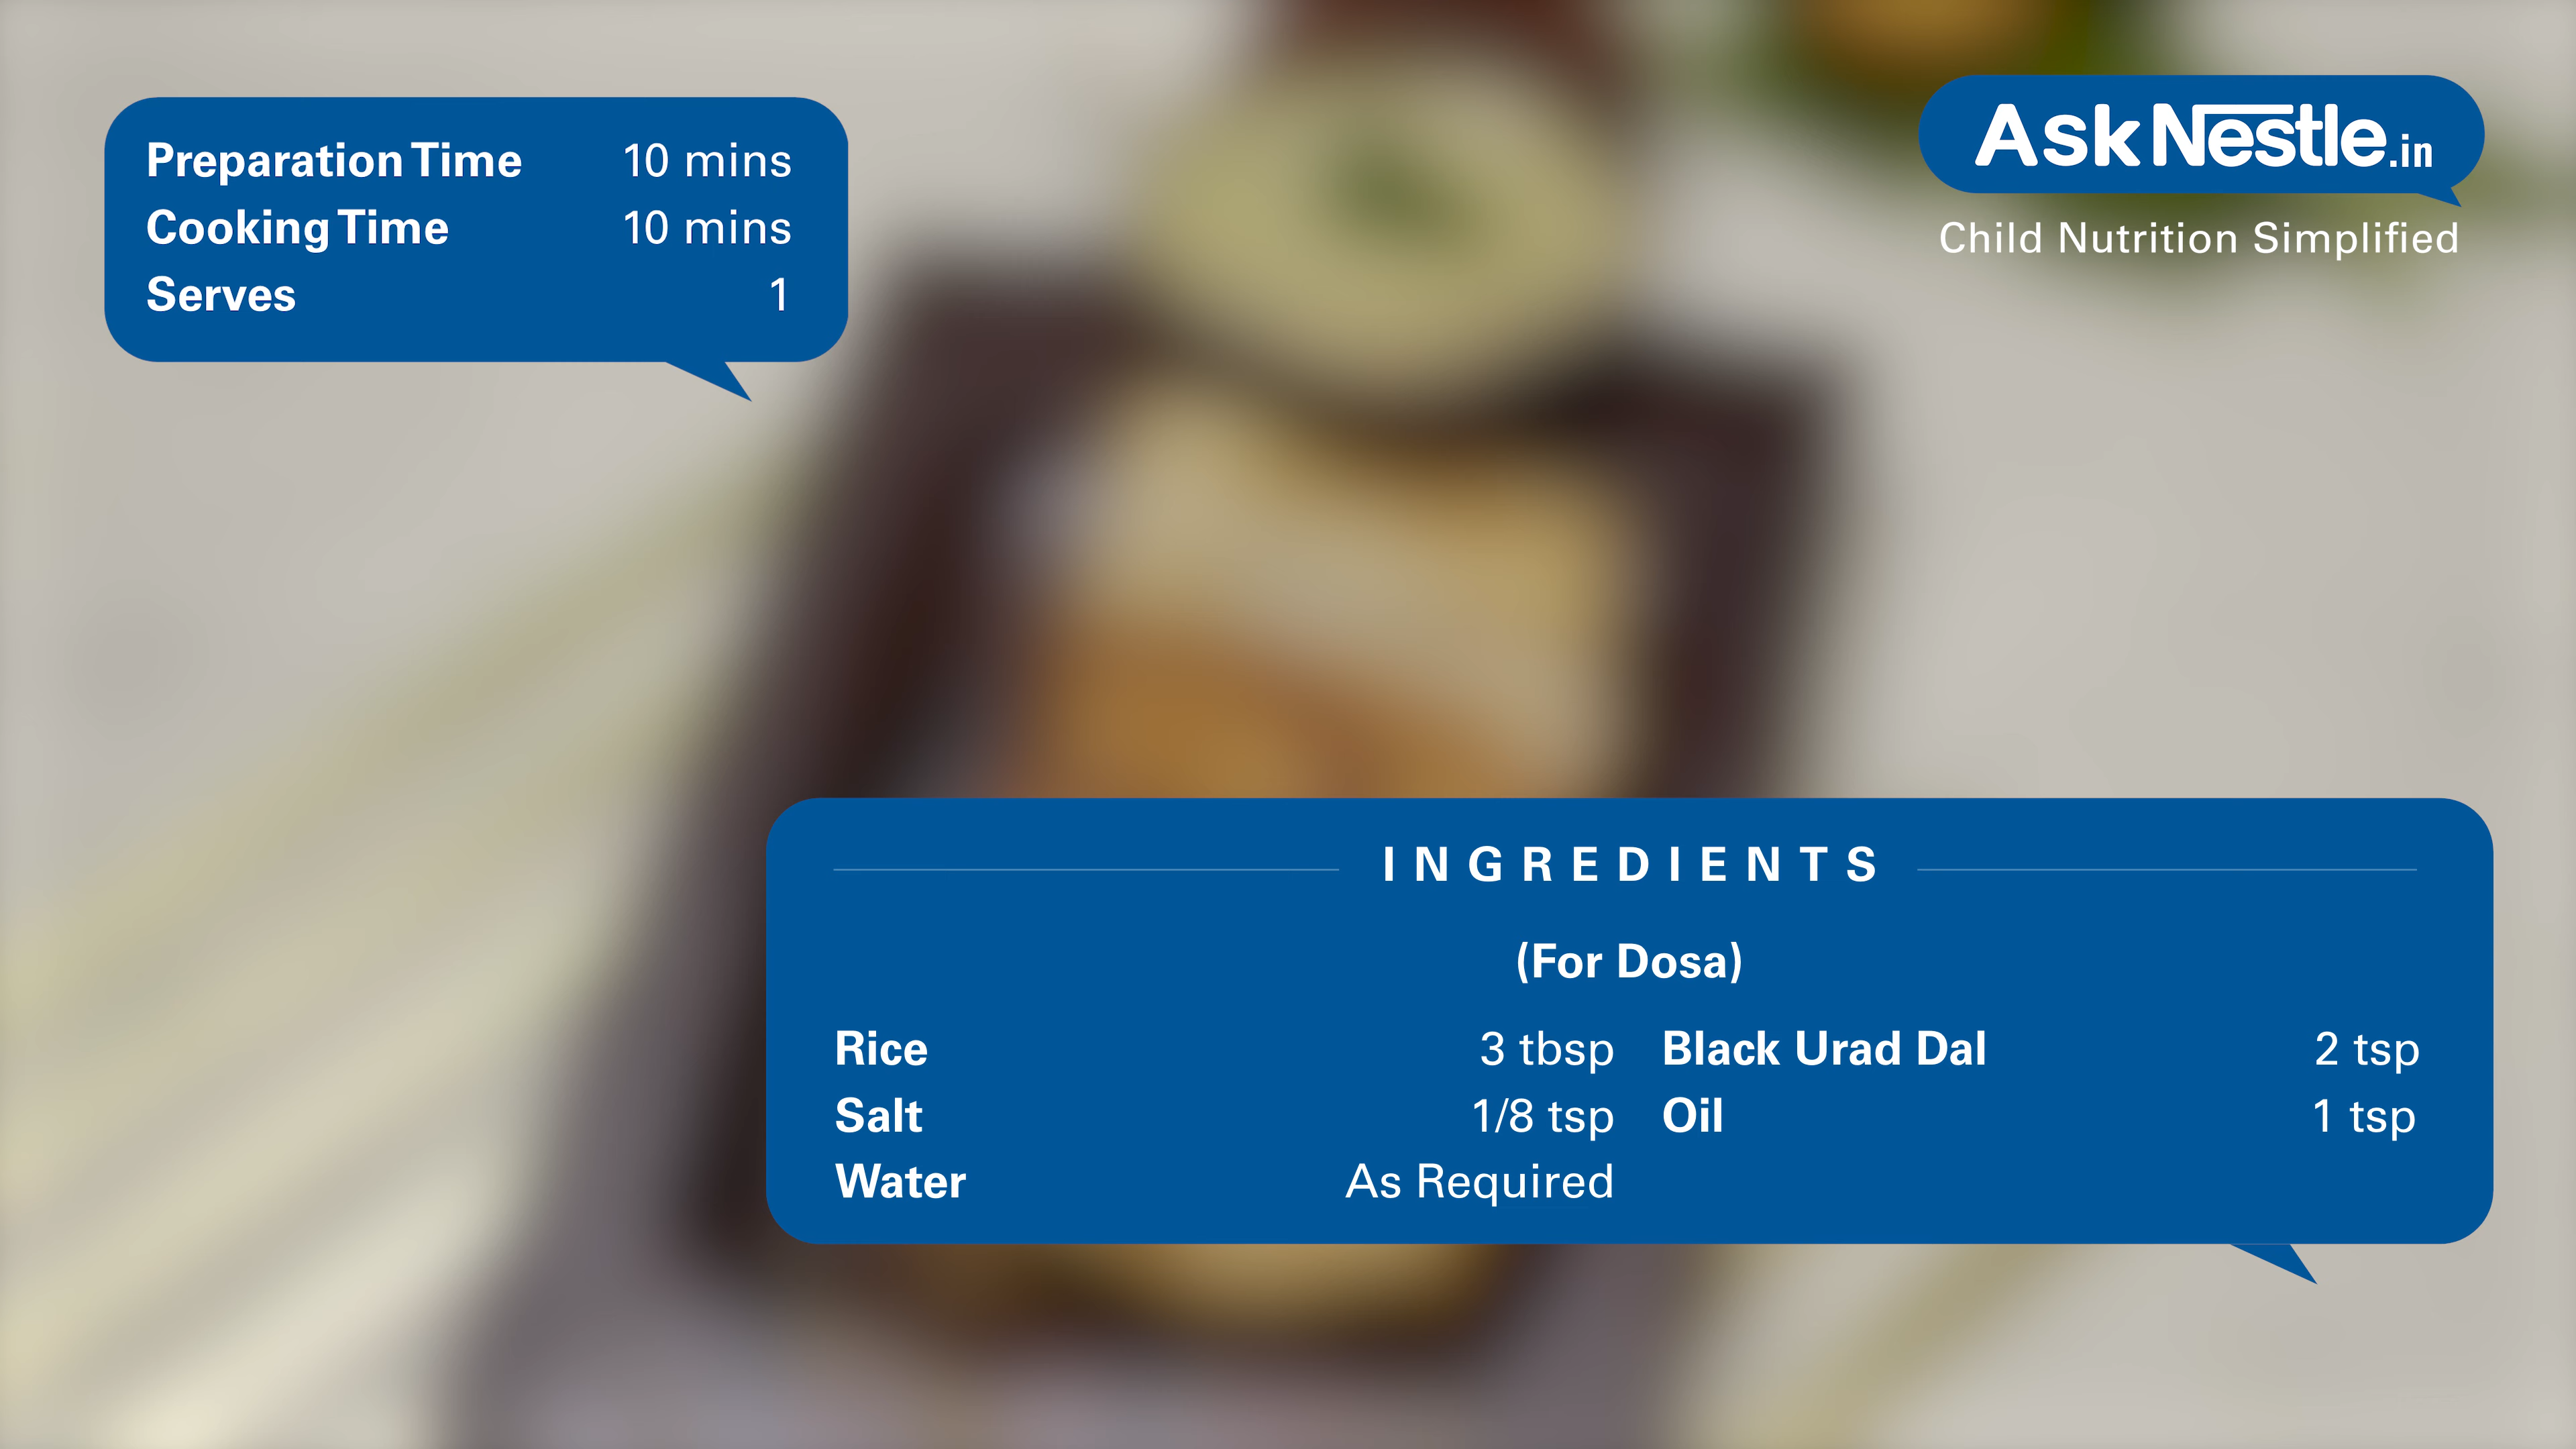 Preparation Time 10 mins
Cooking Time 10 mins
Serves 1
AskNestle.in
Child Nutrition Simplified
INGREDIENTS
(For Dosa)
Rice 3 tbsp Black Urad Dal 2 tsp
Salt 1/8 tsp Oil 1 tsp
Water As Required